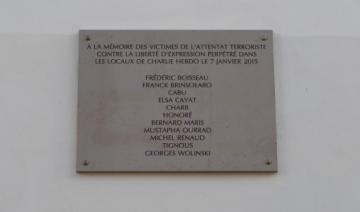 À LA MÉMOIRE DES VICTIMES DE L'ATTENTAT TERRORISTE
CONTRE LA LIBERTÉ D'EXPRESSION PERPÉTRÉ DANS
LES LOCAUX DE CHARLIE HEBDO LE 7 JANVIER 2015
FRÉDÉRIC BOISSEAU
FRANCK BRINSOLARO
CABU
ELSA CAYAT
CHARB
HONORÉ
BERNARD MARIS
MUSTAPHA OURRAD
MICHEL RENAUD
TIGNOUS
GEORGES WOLINSKI